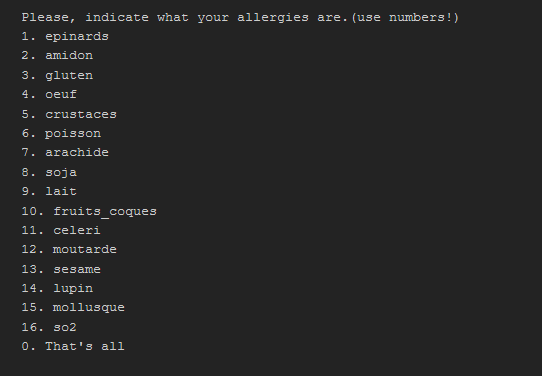 Please, indicate what your allergies are.(use numbers!)
1. epinards
2. amidon
3. gluten
4. oeuf
5. crustaces
6. poisson
7. arachide
8. soja
9. lait
10. fruits_coques
11. celeri
12. moutarde
13. sesame
14. lupin
15. mollusque
16. so2
0. That's all